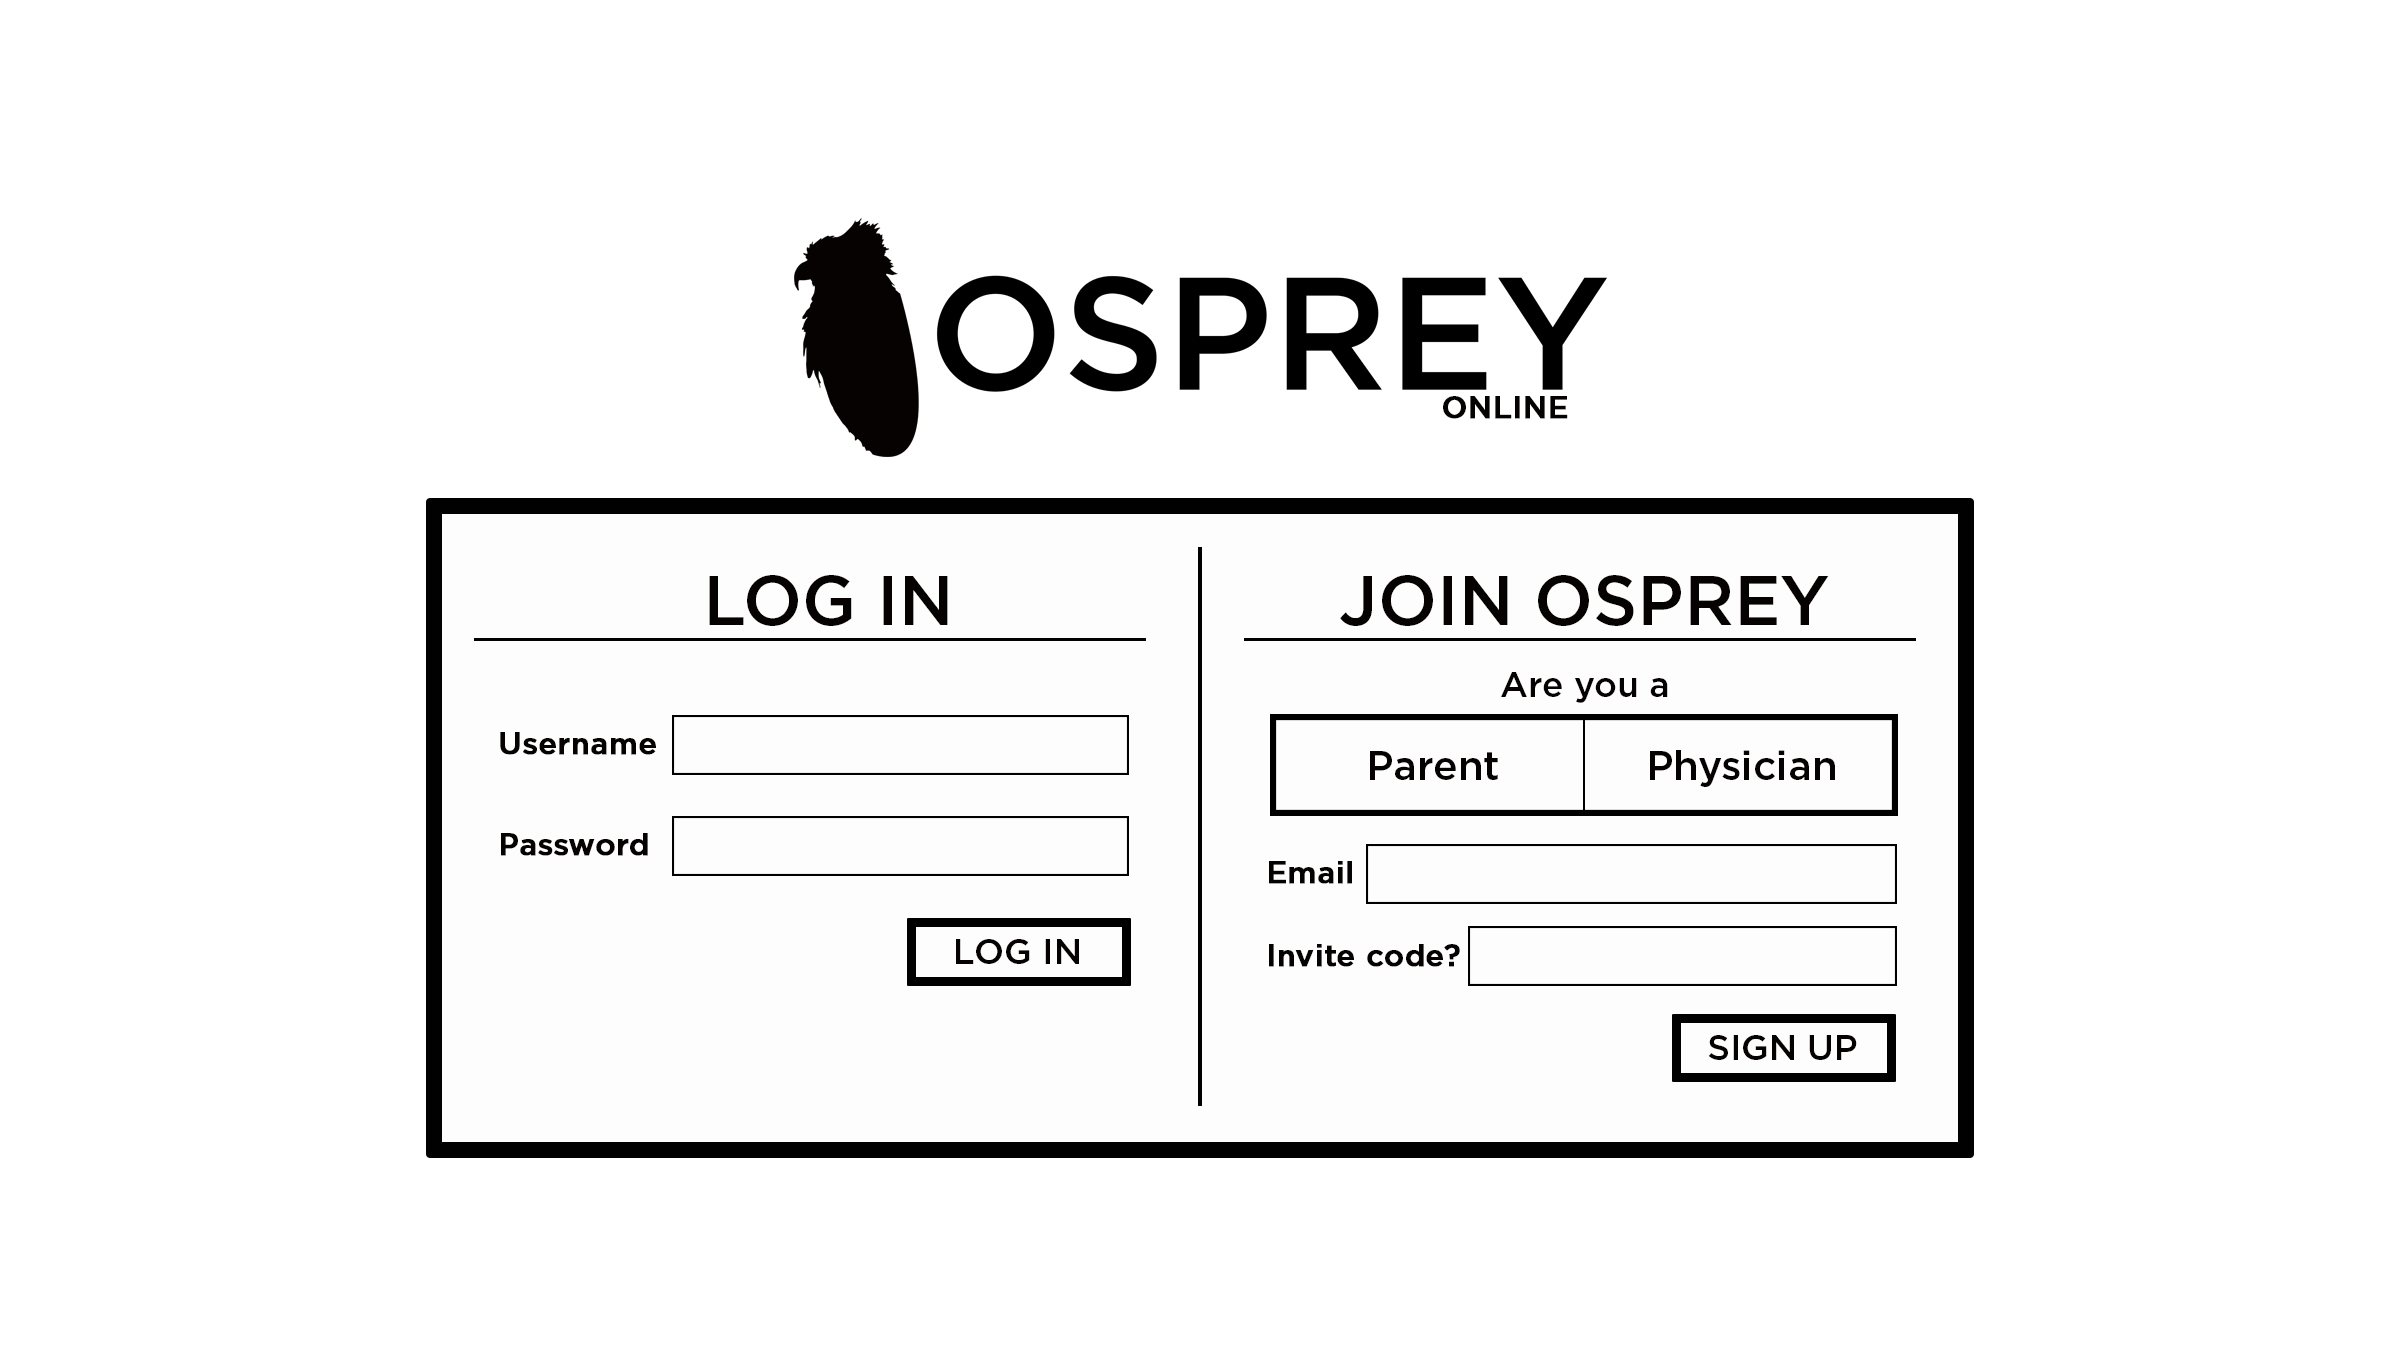 OSPREY
ONLINE
LOG IN
Username
Password
LOG IN
JOIN OSPREY
Are you a
Parent Physician
Email
Invite code?
SIGN UP